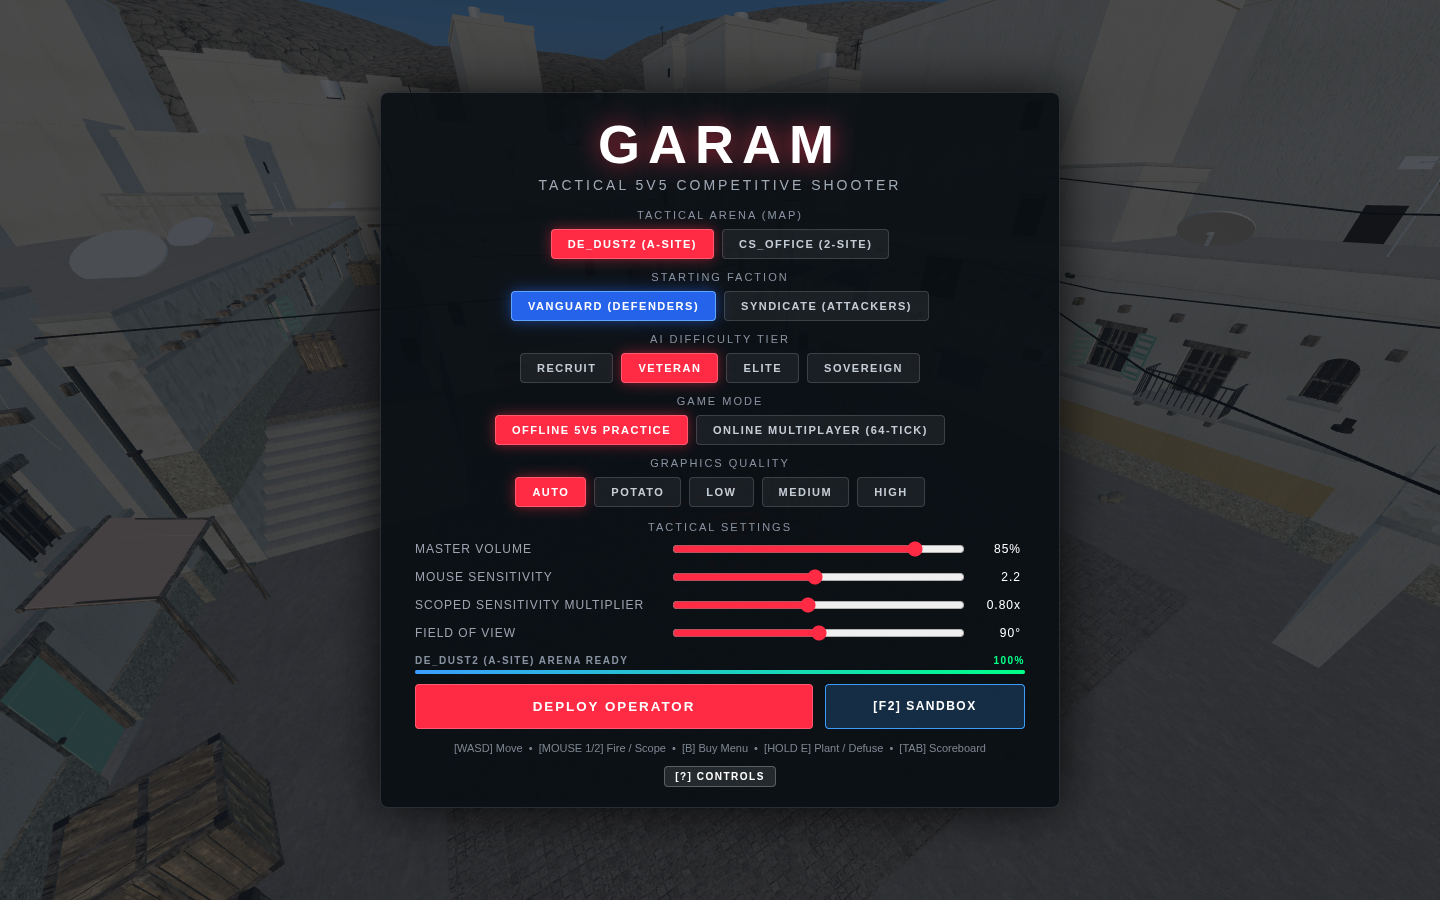 GARAM
TACTICAL 5V5 COMPETITIVE SHOOTER
TACTICAL ARENA (MAP)
DE_DUST2 (A-SITE) CS_OFFICE (2-SITE)
STARTING FACTION
VANGUARD (DEFENDERS) SYNDICATE (ATTACKERS)
AI DIFFICULTY TIER
RECRUIT VETERAN ELITE SOVEREIGN
GAME MODE
OFFLINE 5V5 PRACTICE ONLINE MULTIPLAYER (64-TICK)
GRAPHICS QUALITY
AUTO POTATO LOW MEDIUM HIGH
TACTICAL SETTINGS
MASTER VOLUME 85%
MOUSE SENSITIVITY 2.2
SCOPED SENSITIVITY MULTIPLIER 0.80x
FIELD OF VIEW 90°
DE_DUST2 (A-SITE) ARENA READY 100%
DEPLOY OPERATOR [F2] SANDBOX
[WASD] Move • [MOUSE 1/2] Fire / Scope • [B] Buy Menu • [HOLD E] Plant / Defuse • [TAB] Scoreboard
[?] CONTROLS